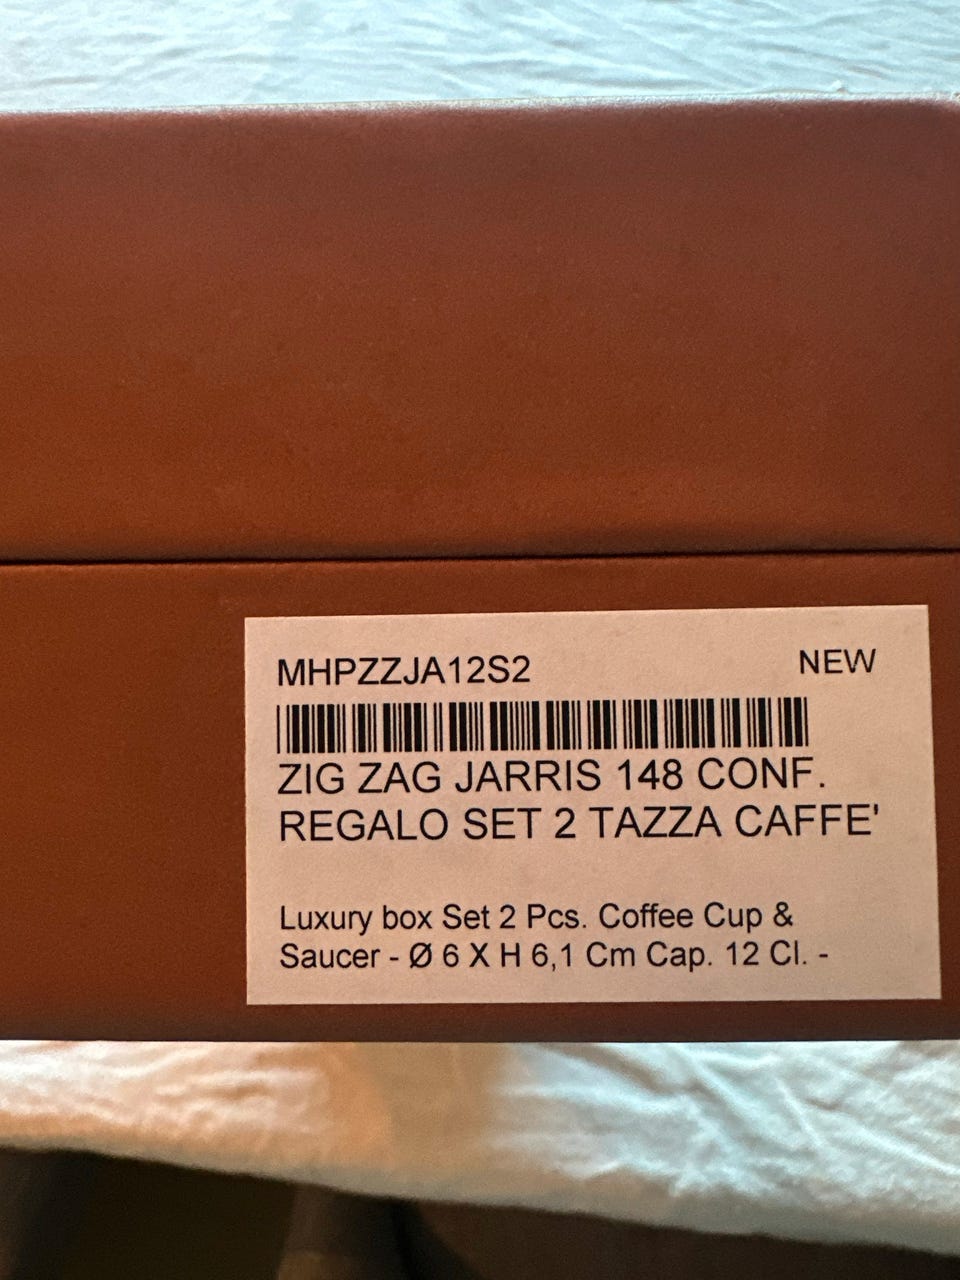 MHPZZJA12S2 NEW
ZIG ZAG JARRIS 148 CONF.
REGALO SET 2 TAZZA CAFFE'
Luxury box Set 2 Pcs. Coffee Cup &
Saucer - Ø 6 X H 6,1 Cm Cap. 12 Cl. -